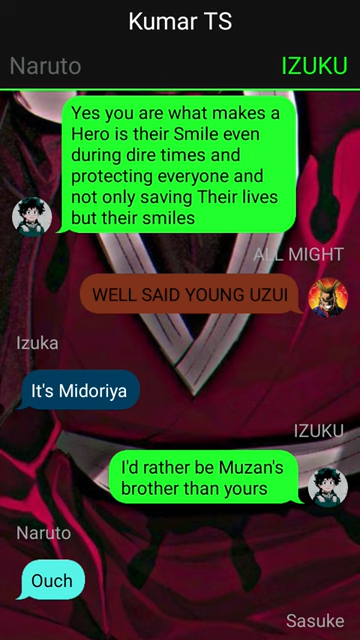 Kumar TS
Naruto
IZUKU
Yes you are what makes a
Hero is their Smile even
during dire times and
protecting everyone and
not only saving Their lives
but their smiles
ALL MIGHT
WELL SAID YOUNG UZUI
Izuka
It's Midoriya
IZUKU
I'd rather be Muzan's
brother than yours
Naruto
Ouch
Sasuke